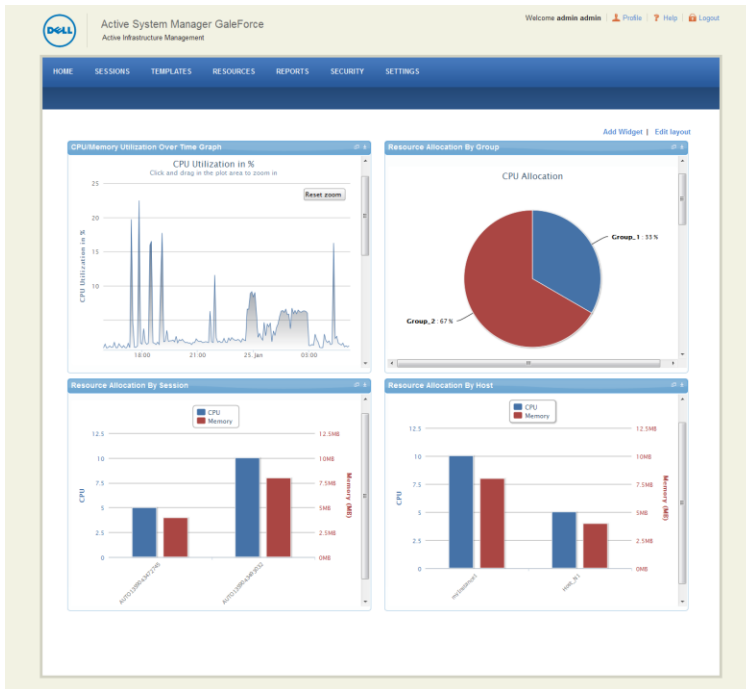 DELL
Active System Manager GaleForce
Active Infrastructure Management
Welcome admin admin | Profile | ? Help | Logout
HOME SESSIONS TEMPLATES RESOURCES REPORTS SECURITY SETTINGS
Add Widget | Edit layout
CPU/Memory Utilization Over Time Graph
CPU Utilization in %
Click and drag in the plot area to zoom in
Reset zoom
CPU Utilization in %
25
20
15
10
18:00 21:00 25 Jan 03:00
Resource Allocation By Group
CPU Allocation
Group_1 : 33 %
Group_2 : 67 %
Resource Allocation By Session
CPU
Memory
12.5 12.5MB
10 10MB
7.5 7.5MB
5 5MB
2.5 2.5MB
0 0MB
CPU
Memory (MB)
Resource Allocation By Host
CPU
Memory
12.5 12.5MB
10 10MB
7.5 7.5MB
5 5MB
2.5 2.5MB
0 0MB
CPU
Memory (MB)
Host_N1